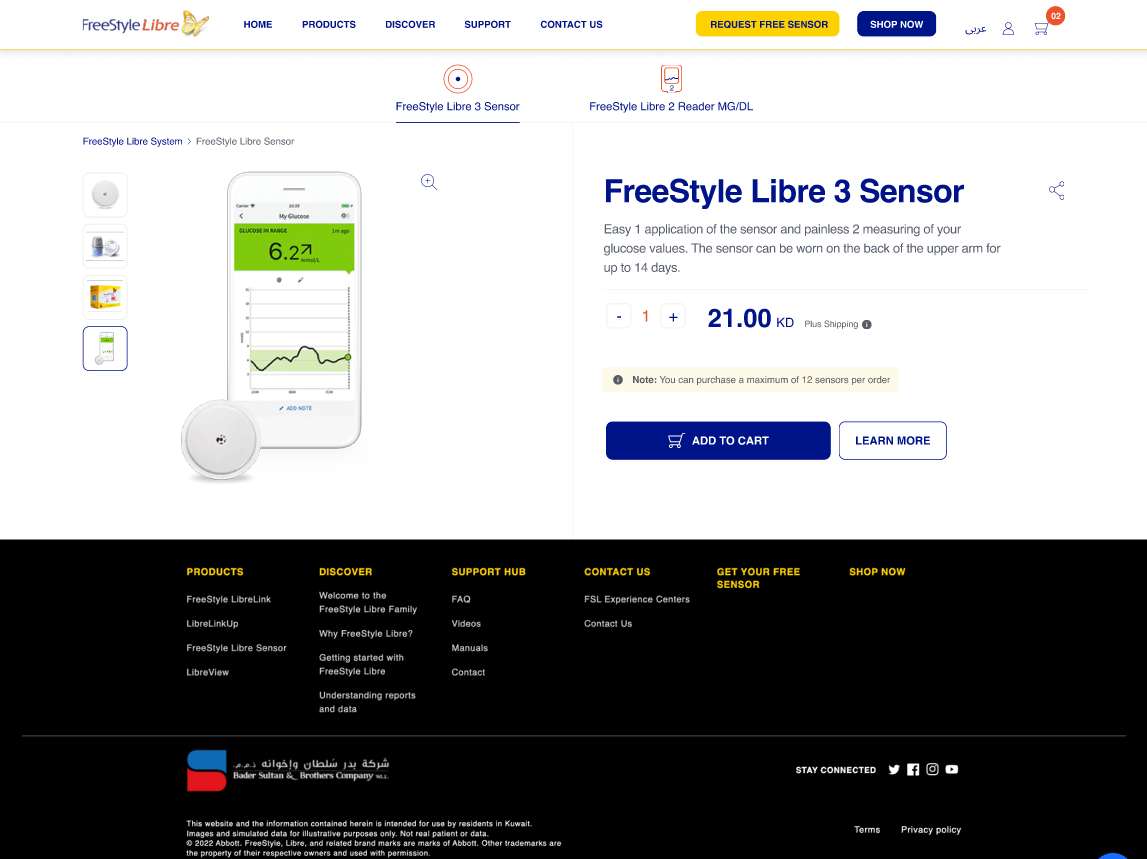 FreeStyle Libre
HOME
PRODUCTS
DISCOVER
SUPPORT
CONTACT US
REQUEST FREE SENSOR
SHOP NOW
عربى
02
2
FreeStyle Libre 3 Sensor
FreeStyle Libre 2 Reader MG/DL
FreeStyle Libre System > FreeStyle Libre Sensor
Carrier
22:23
My Glucose
GLUCOSE IN RANGE
1m ago
6.2
mmol/L
ADD NOTE
FreeStyle Libre 3 Sensor
Easy 1 application of the sensor and painless 2 measuring of your
glucose values. The sensor can be worn on the back of the upper arm for
up to 14 days.
- 1 +
21.00 KD Plus Shipping
Note: You can purchase a maximum of 12 sensors per order
ADD TO CART
LEARN MORE
PRODUCTS
FreeStyle LibreLink
LibreLinkUp
FreeStyle Libre Sensor
LibreView
DISCOVER
Welcome to the
FreeStyle Libre Family
Why FreeStyle Libre?
Getting started with
FreeStyle Libre
Understanding reports
and data
SUPPORT HUB
FAQ
Videos
Manuals
Contact
CONTACT US
FSL Experience Centers
Contact Us
GET YOUR FREE
SENSOR
SHOP NOW
شركة بدر سلطان وإخوانه ذ.م.م.
Bader Sultan & Brothers Company W.L.L.
STAY CONNECTED
This website and the information contained herein is intended for use by residents in Kuwait.
Images and simulated data for illustrative purposes only. Not real patient or data.
© 2022 Abbott. FreeStyle, Libre, and related brand marks are marks of Abbott. Other trademarks are
the property of their respective owners and used with permission.
Terms
Privacy policy